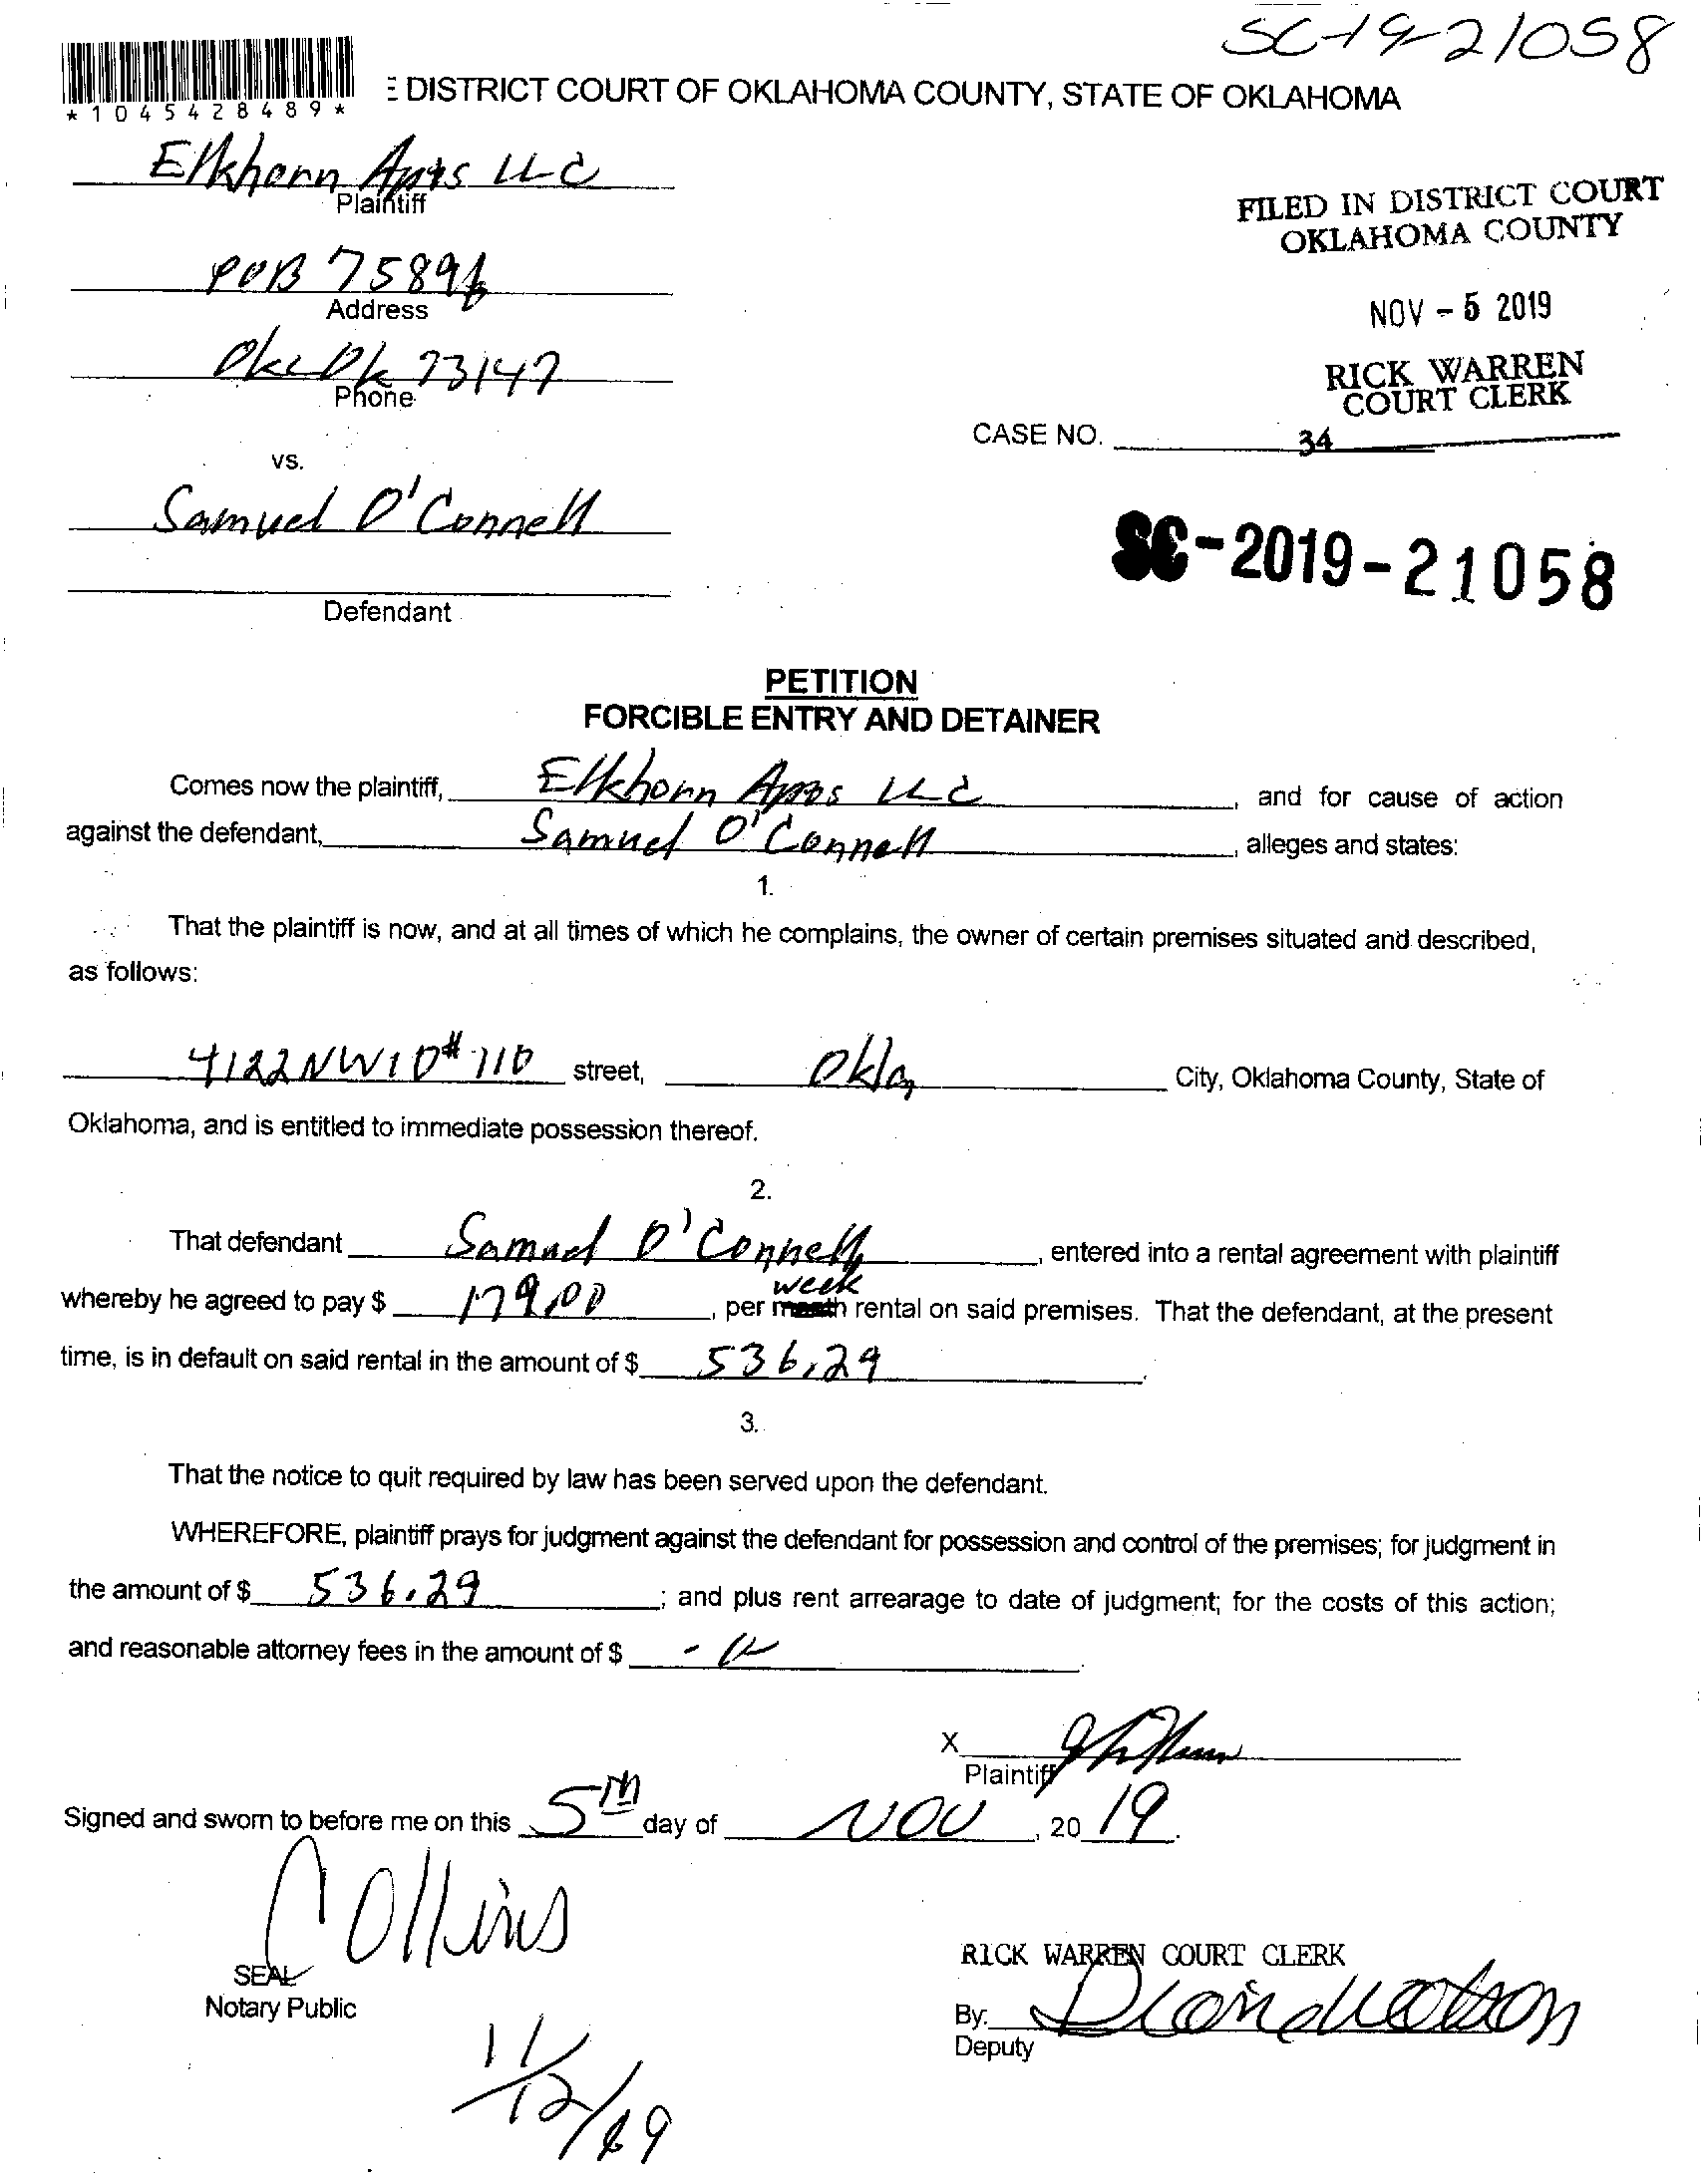 SC-19-21058
*1045428489*
E DISTRICT COURT OF OKLAHOMA COUNTY, STATE OF OKLAHOMA
Elkhorn Apts LLC
Plaintiff
FILED IN DISTRICT COURT
OKLAHOMA COUNTY
POB 75896
Address
NOV - 5 2019
Okc Ok 73147
Phone
RICK WARREN
COURT CLERK
CASE NO. 34
vs.
Samuel O'Connell
SC-2019-21058
Defendant
PETITION
FORCIBLE ENTRY AND DETAINER
Comes now the plaintiff, Elkhorn Apts LLC, and for cause of action
against the defendant, Samuel O'Connell, alleges and states:
1.
That the plaintiff is now, and at all times of which he complains, the owner of certain premises situated and described,
as follows:
4122 NW10 #110 street, Okla City, Oklahoma County, State of
Oklahoma, and is entitled to immediate possession thereof.
2.
That defendant Samuel O'Connell, entered into a rental agreement with plaintiff
week
whereby he agreed to pay $ 179.00, per month rental on said premises. That the defendant, at the present
time, is in default on said rental in the amount of $ 536.29.
3.
That the notice to quit required by law has been served upon the defendant.
WHEREFORE, plaintiff prays for judgment against the defendant for possession and control of the premises; for judgment in
the amount of $ 536.29; and plus rent arrearage to date of judgment; for the costs of this action;
and reasonable attorney fees in the amount of $
X
Plaintiff
Signed and sworn to before me on this 5TH day of NOV, 20 19.
Collins
SEAL
Notary Public
RICK WARREN COURT CLERK
By:
Deputy
11/12/19